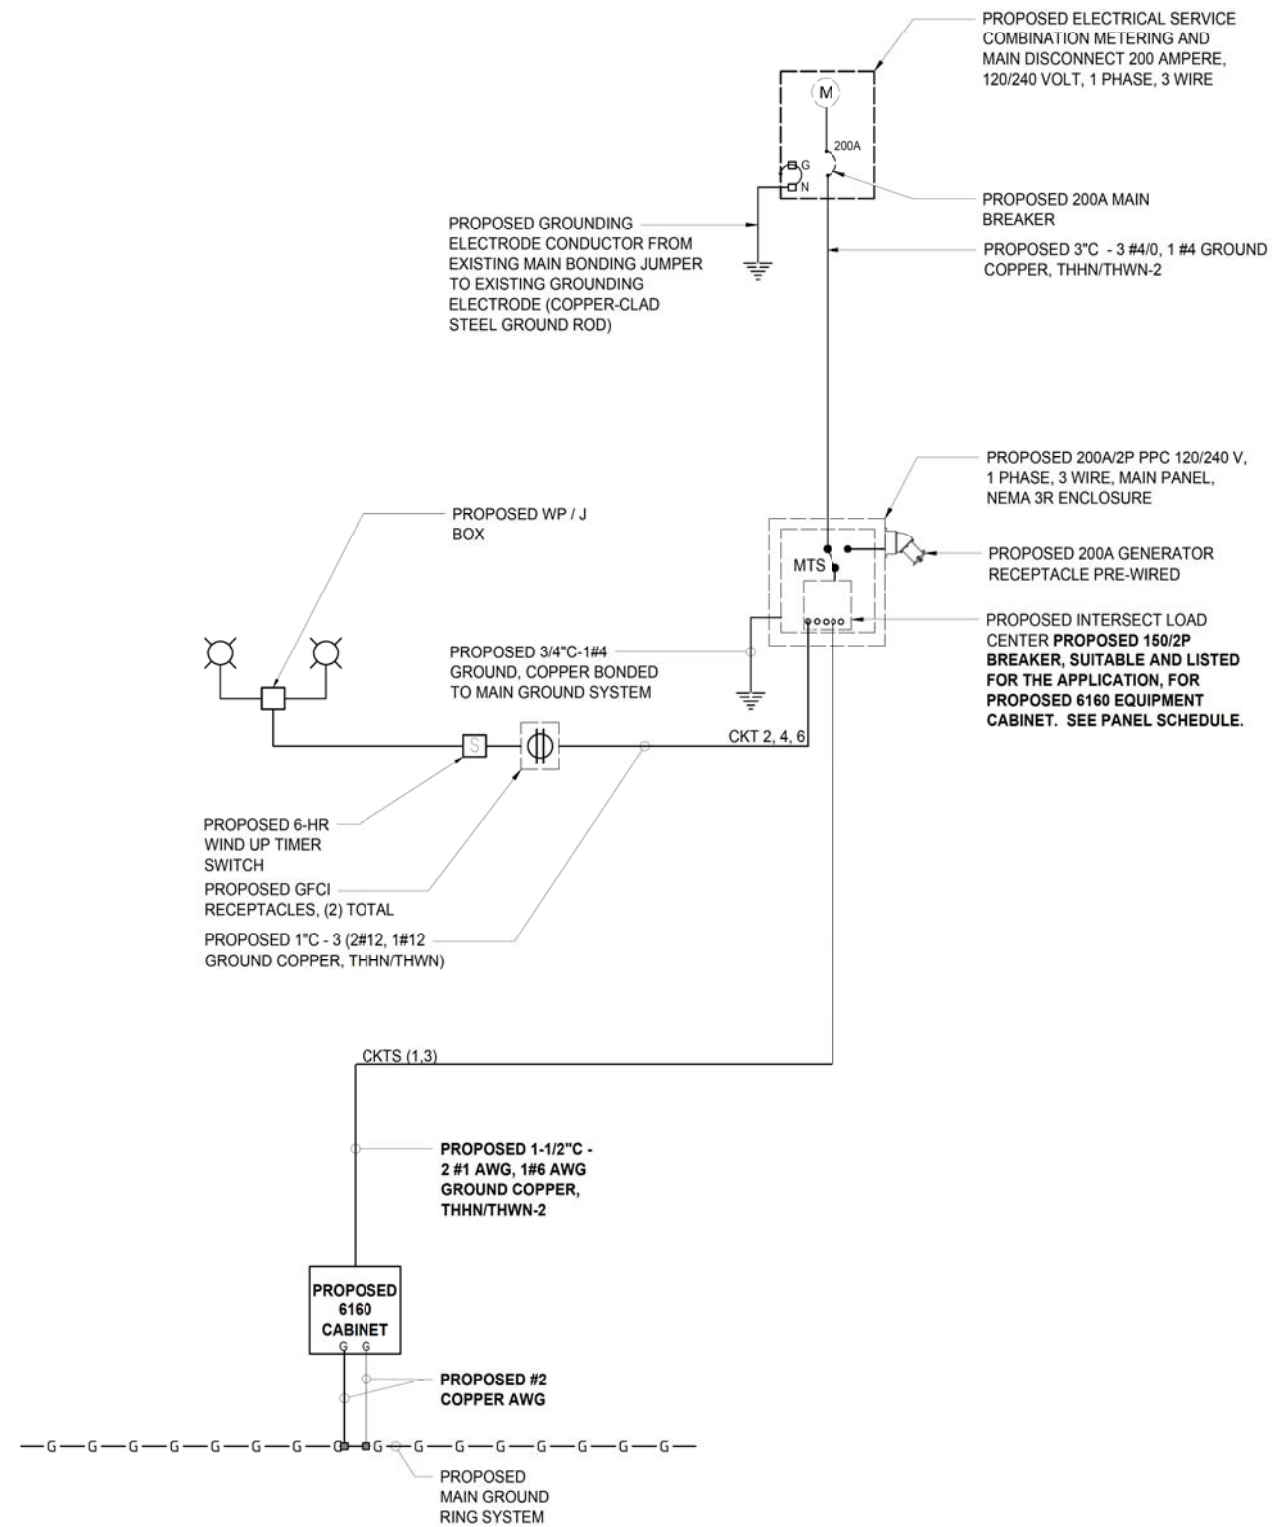 PROPOSED ELECTRICAL SERVICE
COMBINATION METERING AND
MAIN DISCONNECT 200 AMPERE,
120/240 VOLT, 1 PHASE, 3 WIRE
M
200A
G
N
PROPOSED 200A MAIN
BREAKER
PROPOSED GROUNDING
ELECTRODE CONDUCTOR FROM
EXISTING MAIN BONDING JUMPER
TO EXISTING GROUNDING
ELECTRODE (COPPER-CLAD
STEEL GROUND ROD)
PROPOSED 3"C - 3 #4/0, 1 #4 GROUND
COPPER, THHN/THWN-2
PROPOSED 200A/2P PPC 120/240 V,
1 PHASE, 3 WIRE, MAIN PANEL,
NEMA 3R ENCLOSURE
PROPOSED WP / J
BOX
MTS
PROPOSED 200A GENERATOR
RECEPTACLE PRE-WIRED
PROPOSED INTERSECT LOAD
CENTER PROPOSED 150/2P
BREAKER, SUITABLE AND LISTED
FOR THE APPLICATION, FOR
PROPOSED 6160 EQUIPMENT
CABINET. SEE PANEL SCHEDULE.
PROPOSED 3/4"C-1#4
GROUND, COPPER BONDED
TO MAIN GROUND SYSTEM
CKT 2, 4, 6
S
PROPOSED 6-HR
WIND UP TIMER
SWITCH
PROPOSED GFCI
RECEPTACLES, (2) TOTAL
PROPOSED 1"C - 3 (2#12, 1#12
GROUND COPPER, THHN/THWN)
CKTS (1,3)
PROPOSED 1-1/2"C -
2 #1 AWG, 1#6 AWG
GROUND COPPER,
THHN/THWN-2
PROPOSED
6160
CABINET
G G
PROPOSED #2
COPPER AWG
G G G G G G G G G G G G G G G G
PROPOSED
MAIN GROUND
RING SYSTEM